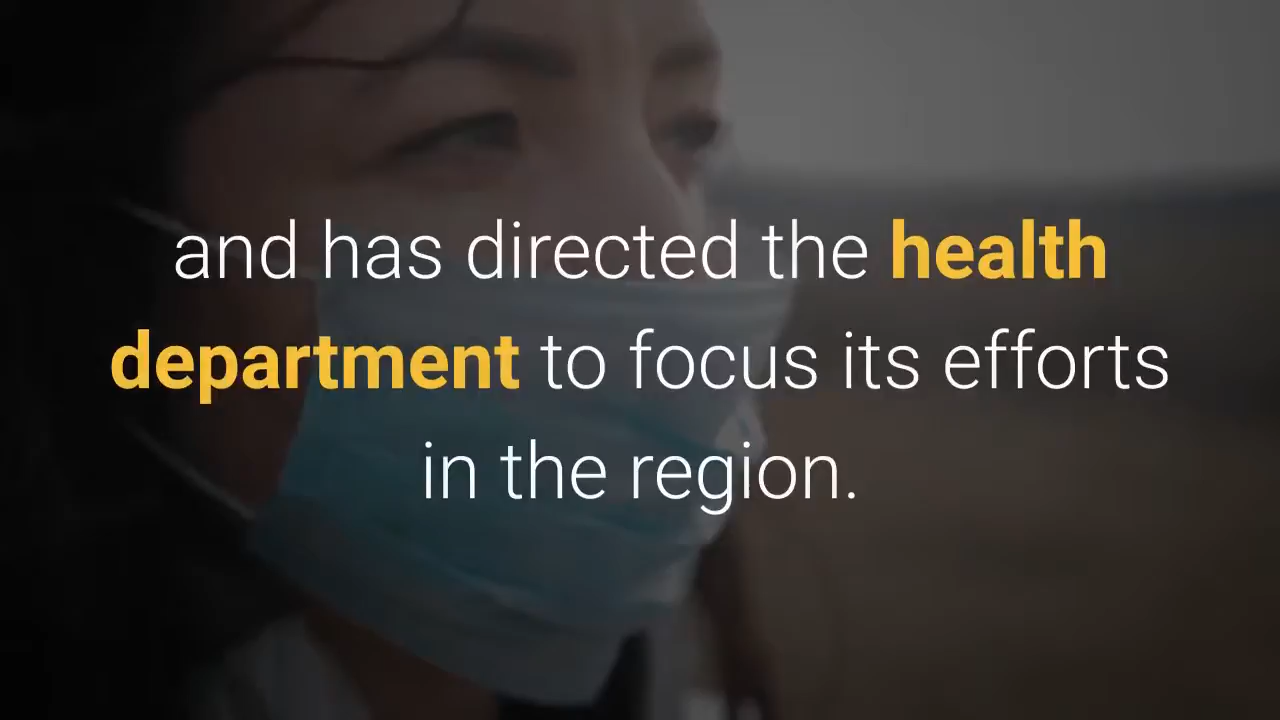 and has directed the health
department to focus its efforts
in the region.